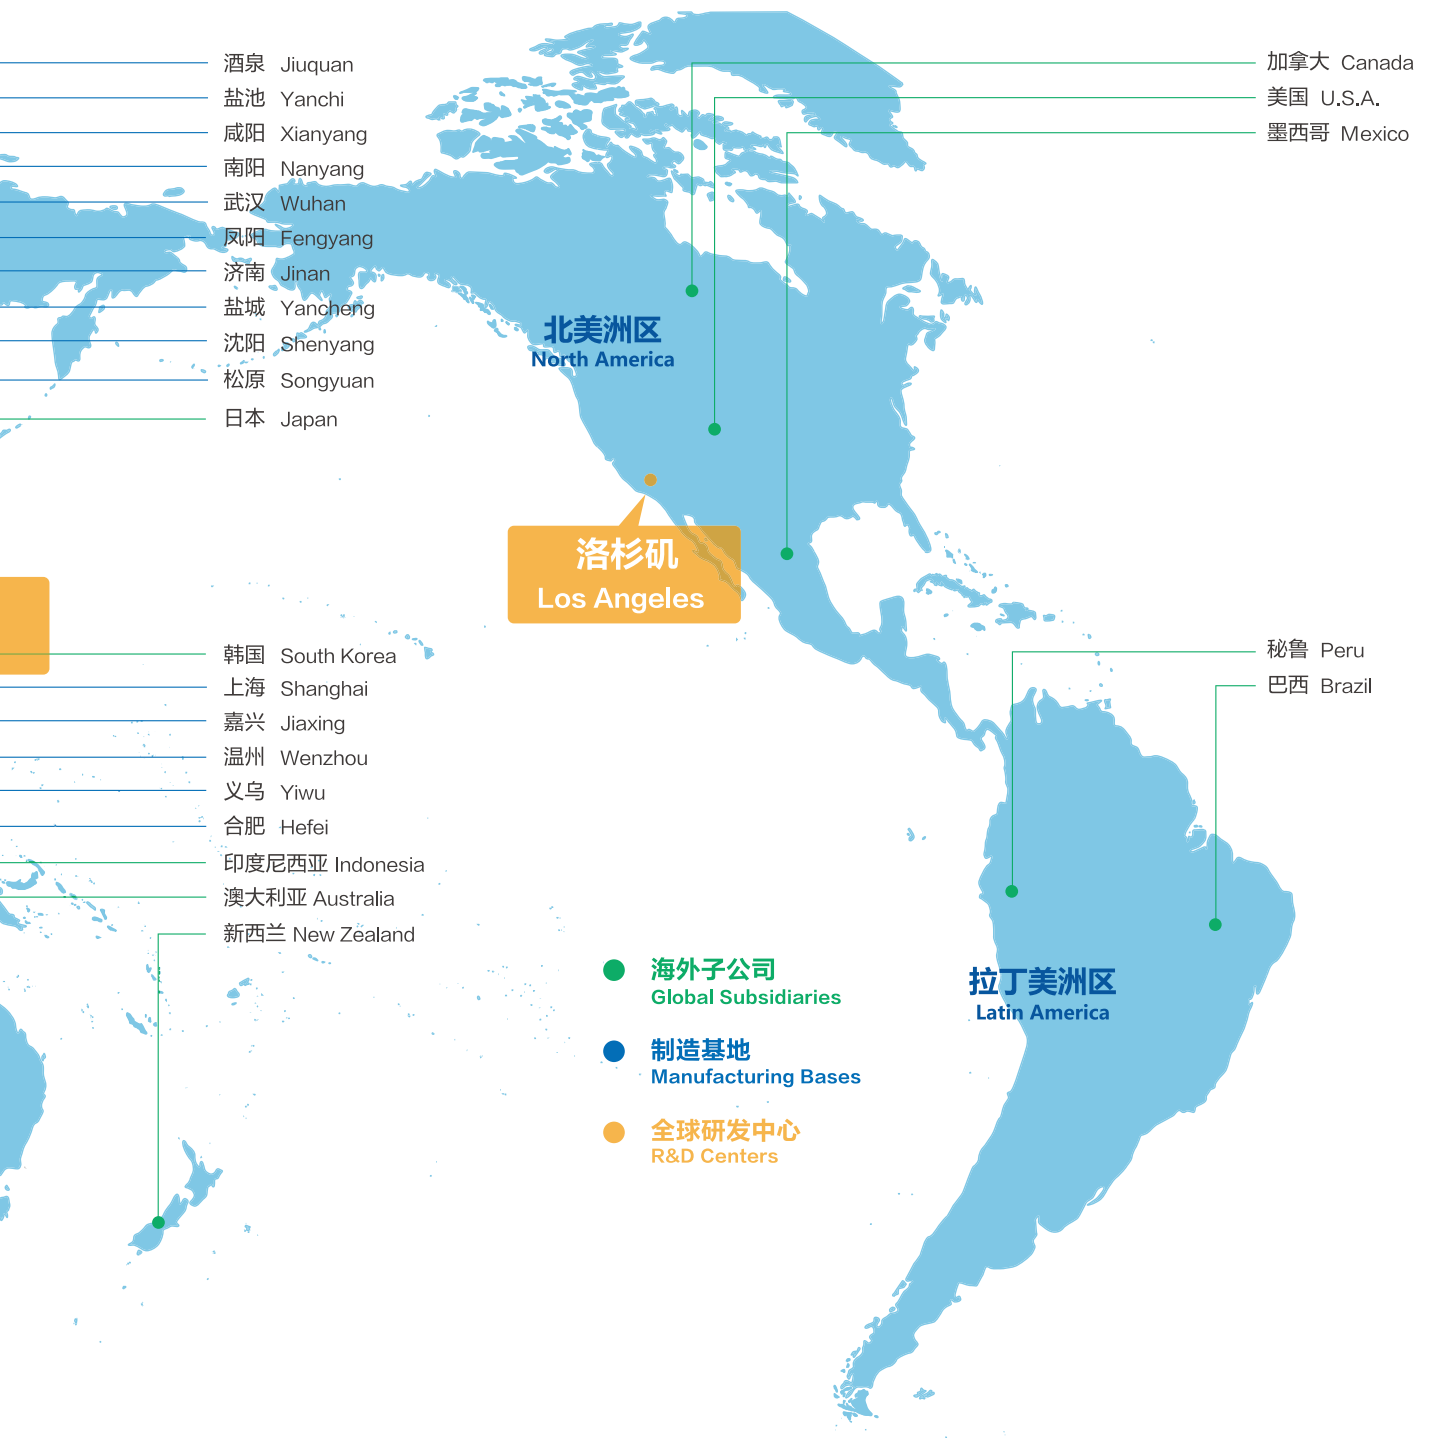 酒泉 Jiuquan
盐池 Yanchi
咸阳 Xianyang
南阳 Nanyang
武汉 Wuhan
凤阳 Fengyang
济南 Jinan
盐城 Yancheng
沈阳 Shenyang
松原 Songyuan
日本 Japan
加拿大 Canada
美国 U.S.A.
墨西哥 Mexico
北美洲区
North America
洛杉矶
Los Angeles
韩国 South Korea
上海 Shanghai
嘉兴 Jiaxing
温州 Wenzhou
义乌 Yiwu
合肥 Hefei
印度尼西亚 Indonesia
澳大利亚 Australia
新西兰 New Zealand
秘鲁 Peru
巴西 Brazil
拉丁美洲区
Latin America
海外子公司
Global Subsidiaries
制造基地
Manufacturing Bases
全球研发中心
R&D Centers